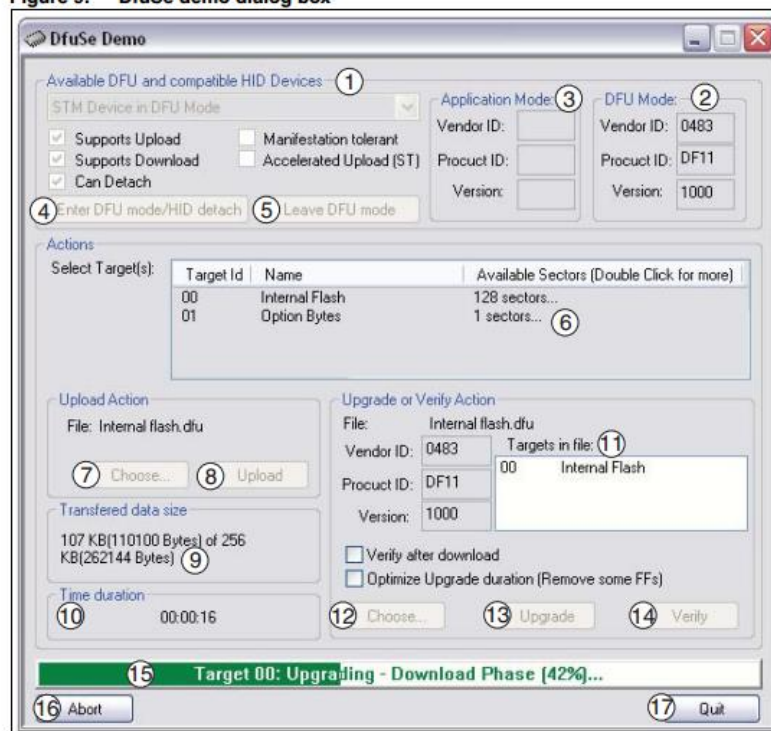 Figure 9. DfuSe demo dialog box
DfuSe Demo
Available DFU and compatible HID Devices 1
STM Device in DFU Mode
Supports Upload
Manifestation tolerant
Supports Download
Accelerated Upload (ST)
Can Detach
4 Enter DFU mode/HID detach
5 Leave DFU mode
Application Mode: 3
Vendor ID:
Procuct ID:
Version:
DFU Mode: 2
Vendor ID: 0483
Procuct ID: DF11
Version: 1000
Actions
Select Target(s):
Target Id Name Available Sectors (Double Click for more)
00 Internal Flash 128 sectors...
01 Option Bytes 1 sectors... 6
Upload Action
File: Internal flash.dfu
7 Choose... 8 Upload
Transfered data size
107 KB(110100 Bytes) of 256
KB(262144 Bytes) 9
Time duration
10 00:00:16
Upgrade or Verify Action
File: Internal flash.dfu
Vendor ID: 0483
Procuct ID: DF11
Version: 1000
Targets in file: 11
00 Internal Flash
Verify after download
Optimize Upgrade duration (Remove some FFs)
12 Choose... 13 Upgrade 14 Verify
15 Target 00: Upgrading - Download Phase (42%)...
16 Abort 17 Quit